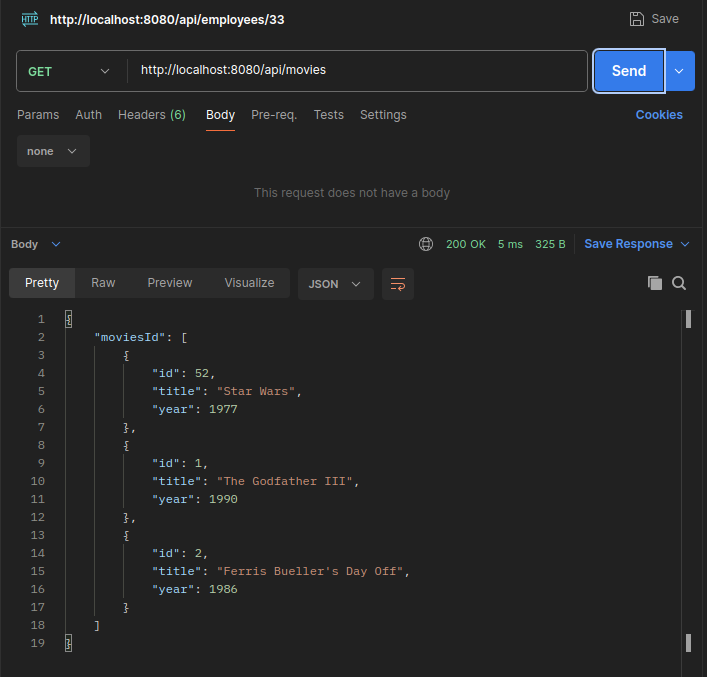 HTTP http://localhost:8080/api/employees/33 Save
GET http://localhost:8080/api/movies Send
Params Auth Headers (6) Body Pre-req. Tests Settings Cookies
none
This request does not have a body
Body 200 OK 5 ms 325 B Save Response
Pretty Raw Preview Visualize JSON
1 {
2 "moviesId": [
3 {
4 "id": 52,
5 "title": "Star Wars",
6 "year": 1977
7 },
8 {
9 "id": 1,
10 "title": "The Godfather III",
11 "year": 1990
12 },
13 {
14 "id": 2,
15 "title": "Ferris Bueller's Day Off",
16 "year": 1986
17 }
18 ]
19 }